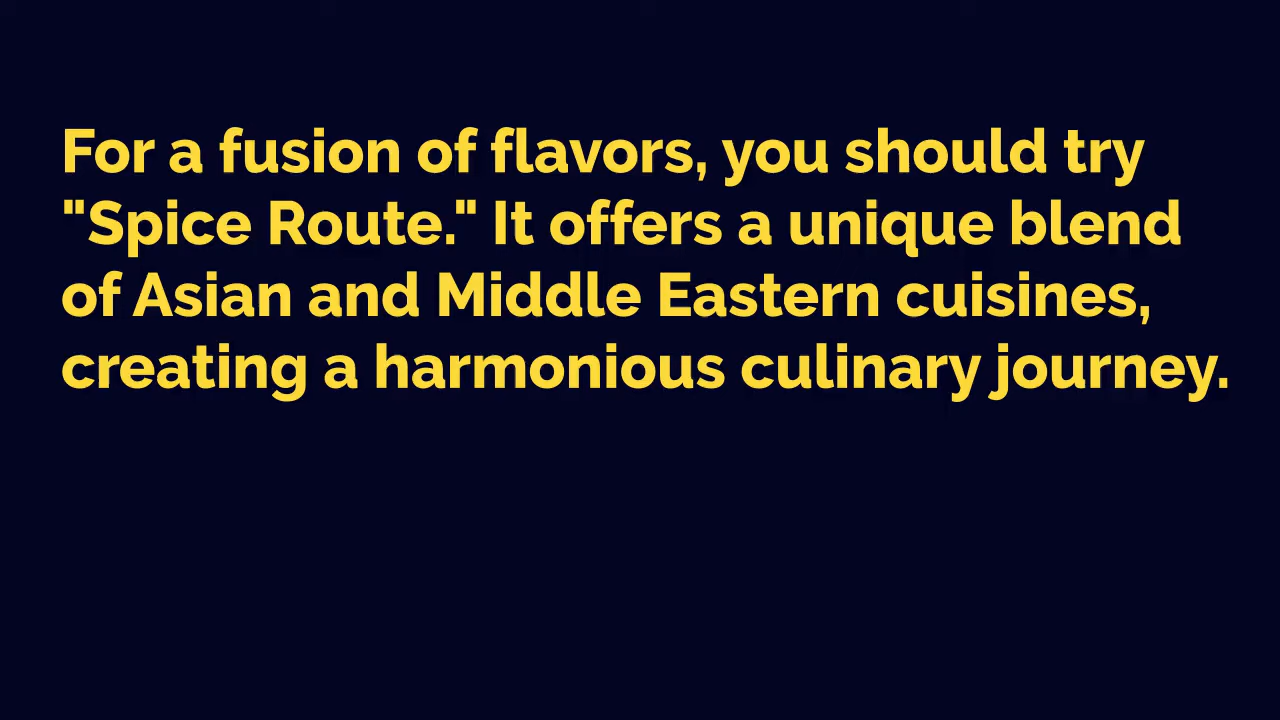 For a fusion of flavors, you should try
"Spice Route." It offers a unique blend
of Asian and Middle Eastern cuisines,
creating a harmonious culinary journey.